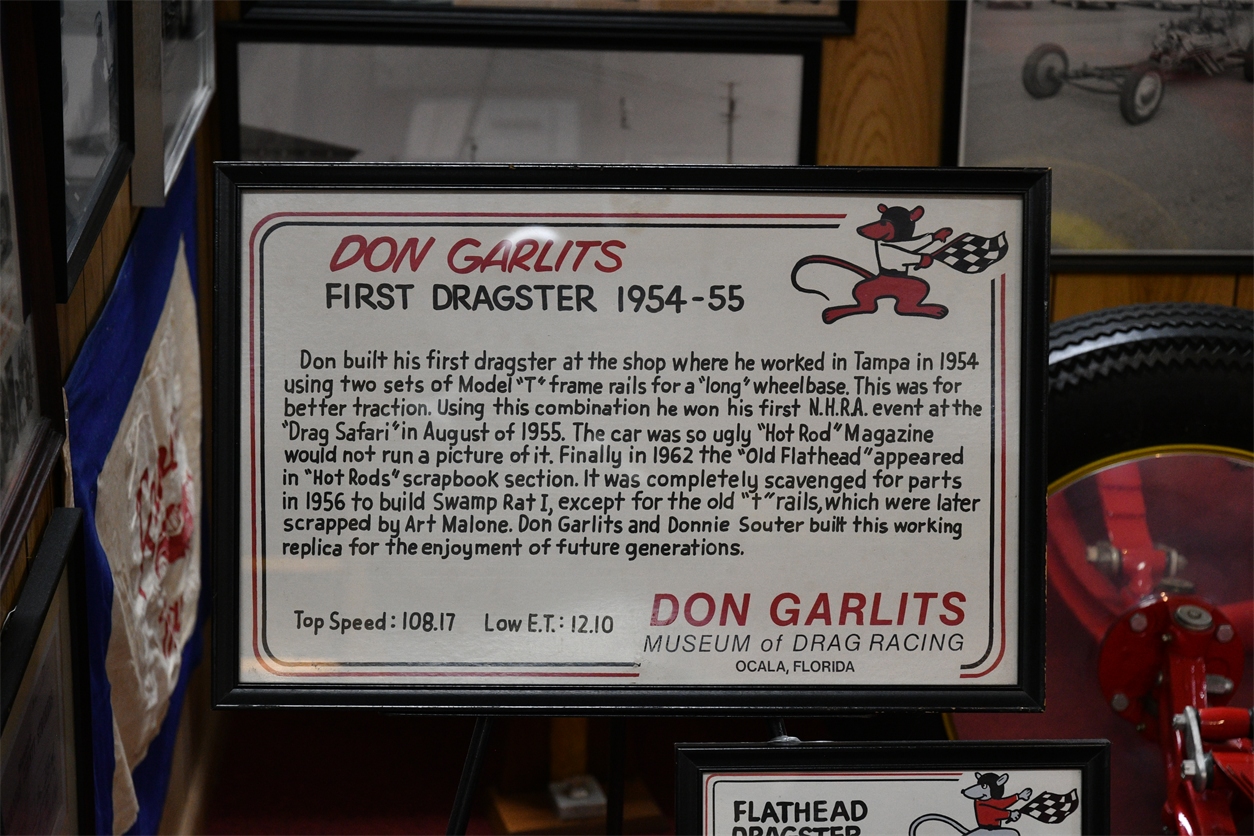 DON GARLITS
FIRST DRAGSTER 1954-55
Don built his first dragster at the shop where he worked in Tampa in 1954
using two sets of Model "T" frame rails for a "long" wheelbase. This was for
better traction. Using this combination he won his first N.H.R.A. event at the
"Drag Safari" in August of 1955. The car was so ugly "Hot Rod" Magazine
would not run a picture of it. Finally in 1962 the "Old Flathead" appeared
in "Hot Rods" scrapbook section. It was completely scavenged for parts
in 1956 to build Swamp Rat I, except for the old "t" rails, which were later
scrapped by Art Malone. Don Garlits and Donnie Souter built this working
replica for the enjoyment of future generations.
Top Speed: 108.17 Low E.T.: 12.10
DON GARLITS
MUSEUM of DRAG RACING
OCALA, FLORIDA
FLATHEAD
DRAGSTER